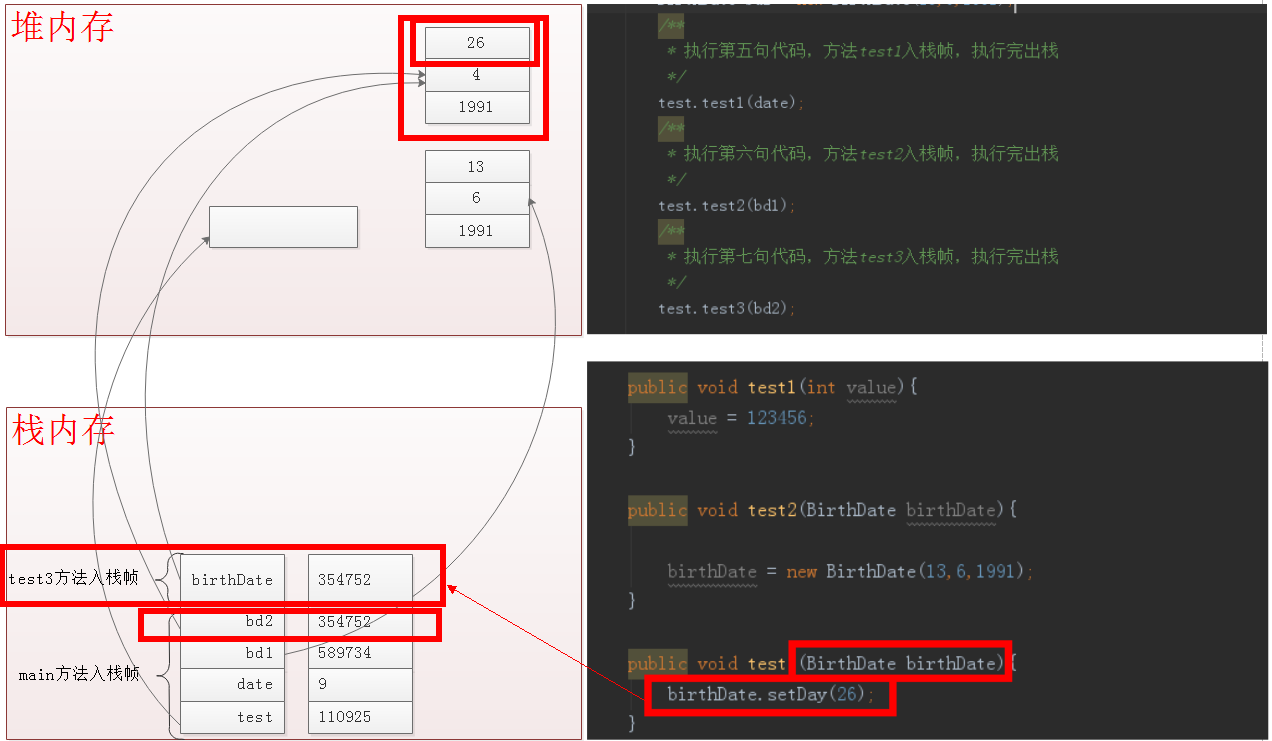 堆内存
26
4
1991
13
6
1991
/**
* 执行第五句代码，方法test1入栈帧，执行完出栈
*/
test.test1(date);
/**
* 执行第六句代码，方法test2入栈帧，执行完出栈
*/
test.test2(bd1);
/**
* 执行第七句代码，方法test3入栈帧，执行完出栈
*/
test.test3(bd2);
栈内存
test3方法入栈帧
birthDate 354752
bd2 354752
bd1 589734
main方法入栈帧
date 9
test 110925
public void test1(int value){
value = 123456;
}
public void test2(BirthDate birthDate){
birthDate = new BirthDate(13,6,1991);
}
public void test (BirthDate birthDate){
birthDate.setDay(26);
}